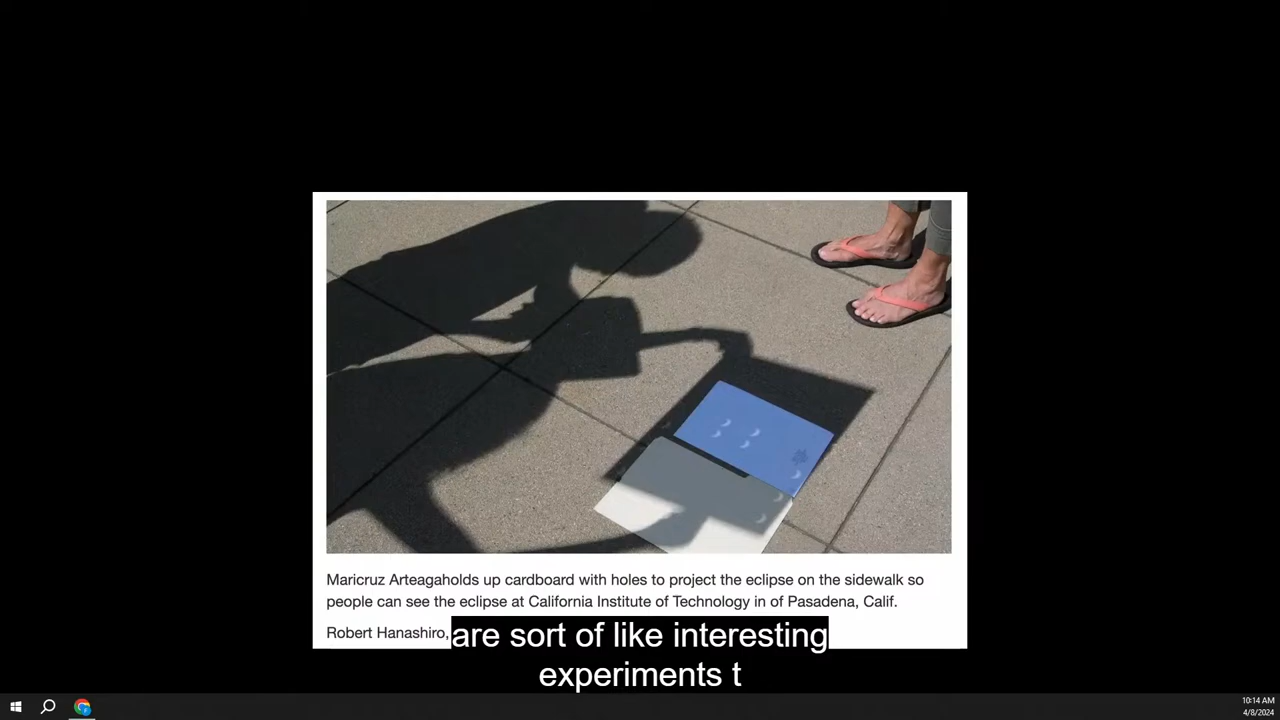 Maricruz Arteagaholds up cardboard with holes to project the eclipse on the sidewalk so
people can see the eclipse at California Institute of Technology in of Pasadena, Calif.
Robert Hanashiro,
are sort of like interesting
experiments t
10:14 AM
4/8/2024